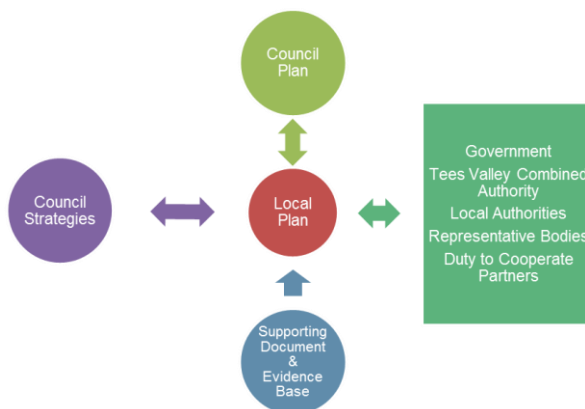 Council
Plan
Council
Strategies
Local
Plan
Government
Tees Valley Combined
Authority
Local Authorities
Representative Bodies
Duty to Cooperate
Partners
Supporting
Document
&
Evidence
Base